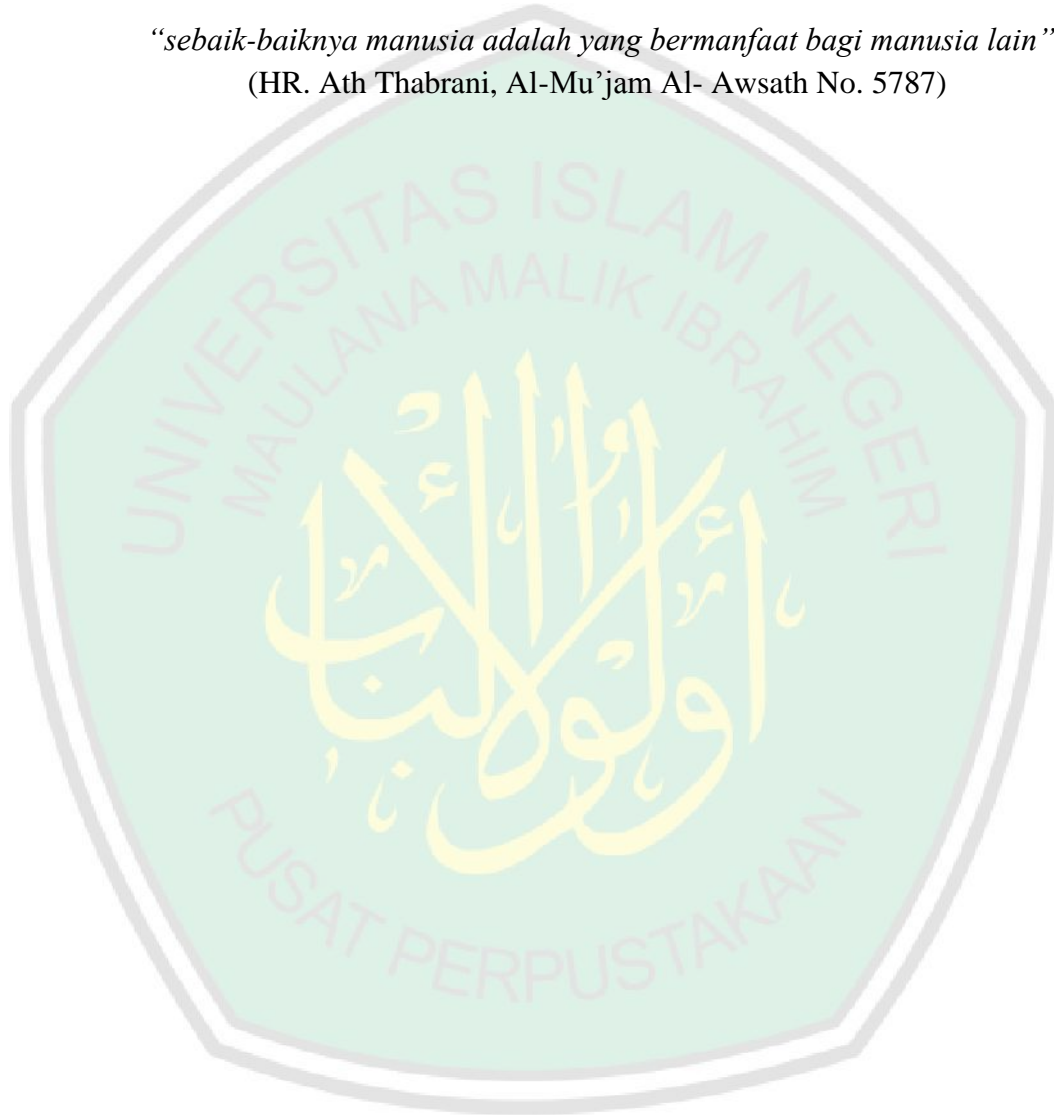 “sebaik-baiknya manusia adalah yang bermanfaat bagi manusia lain”
(HR. Ath Thabrani, Al-Mu’jam Al- Awsath No. 5787)
UNIVERSITAS ISLAM NEGERI
MAULANA MALIK IBRAHIM
أولو الألباب
PUSAT PERPUSTAKAAN